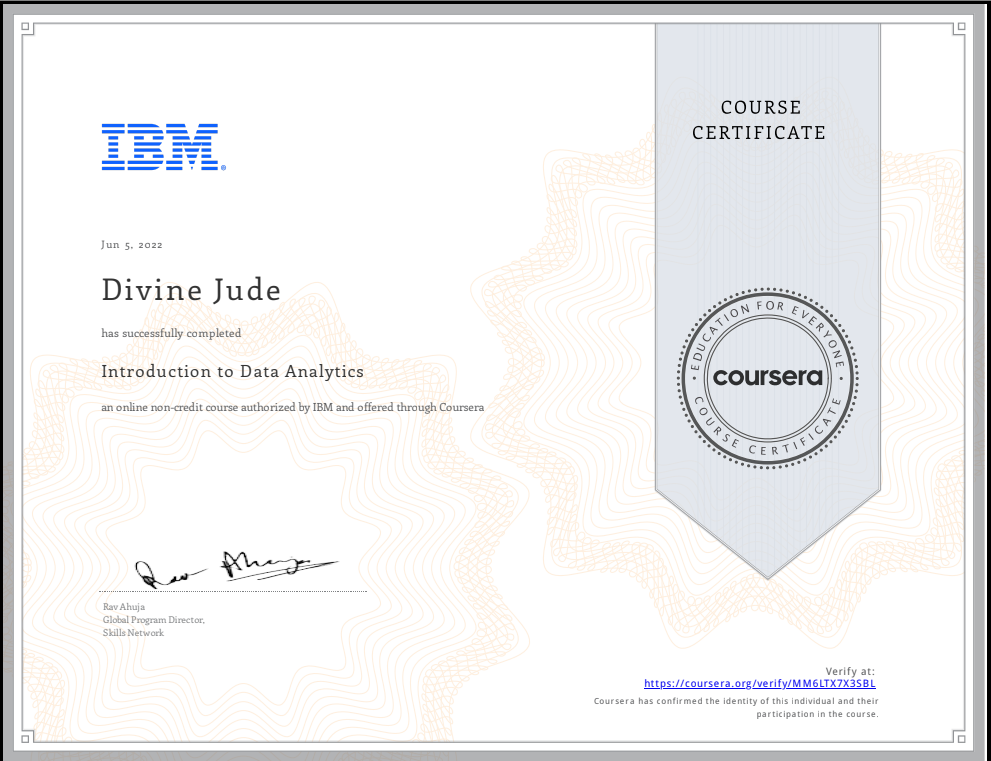 COURSE
CERTIFICATE
IBM®
Jun 5, 2022
Divine Jude
has successfully completed
Introduction to Data Analytics
an online non-credit course authorized by IBM and offered through Coursera
EDUCATION FOR EVERYONE
coursera
COURSE CERTIFICATE
Rav Ahuja
Rav Ahuja
Global Program Director,
Skills Network
Verify at:
https://coursera.org/verify/MM6LTX7X3SBL
Coursera has confirmed the identity of this individual and their
participation in the course.